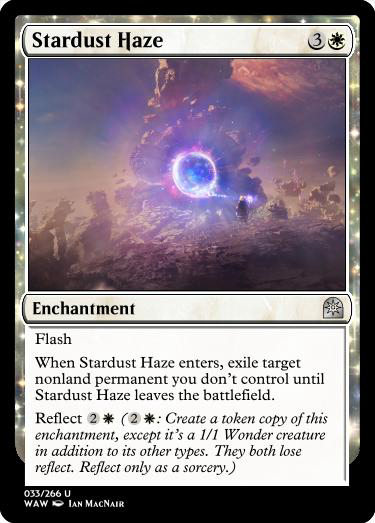 Stardust Haze 3
Enchantment
Flash
When Stardust Haze enters, exile target
nonland permanent you don't control until
Stardust Haze leaves the battlefield.
Reflect 2 (2 : Create a token copy of this
enchantment, except it's a 1/1 Wonder creature
in addition to its other types. They both lose
reflect. Reflect only as a sorcery.)
033/266 U
WAW Ian MacNair